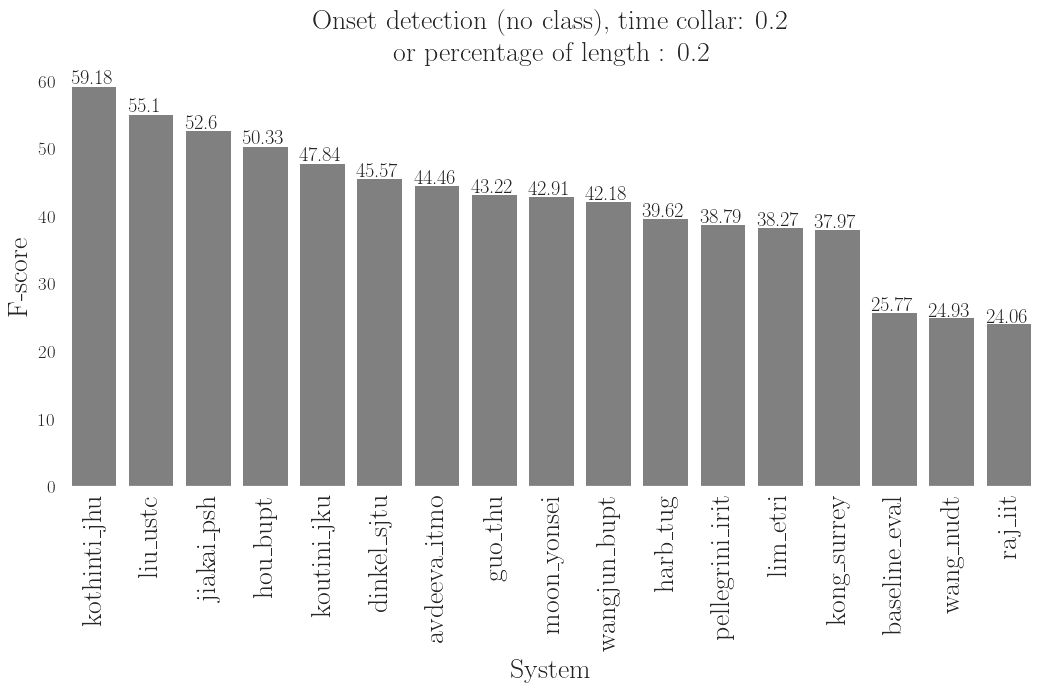 Onset detection (no class), time collar: 0.2
or percentage of length : 0.2
F-score
60
50
40
30
20
10
0
59.18
55.1
52.6
50.33
47.84
45.57
44.46
43.22
42.91
42.18
39.62
38.79
38.27
37.97
25.77
24.93
24.06
kothinti_jhu
liu_ustc
jiakai_psh
hou_bupt
koutini_jku
dinkel_sjtu
avdeeva_itmo
guo_thu
moon_yonsei
wangjun_bupt
harb_tug
pellegrini_irit
lim_etri
kong_surrey
baseline_eval
wang_nudt
raj_iit
System